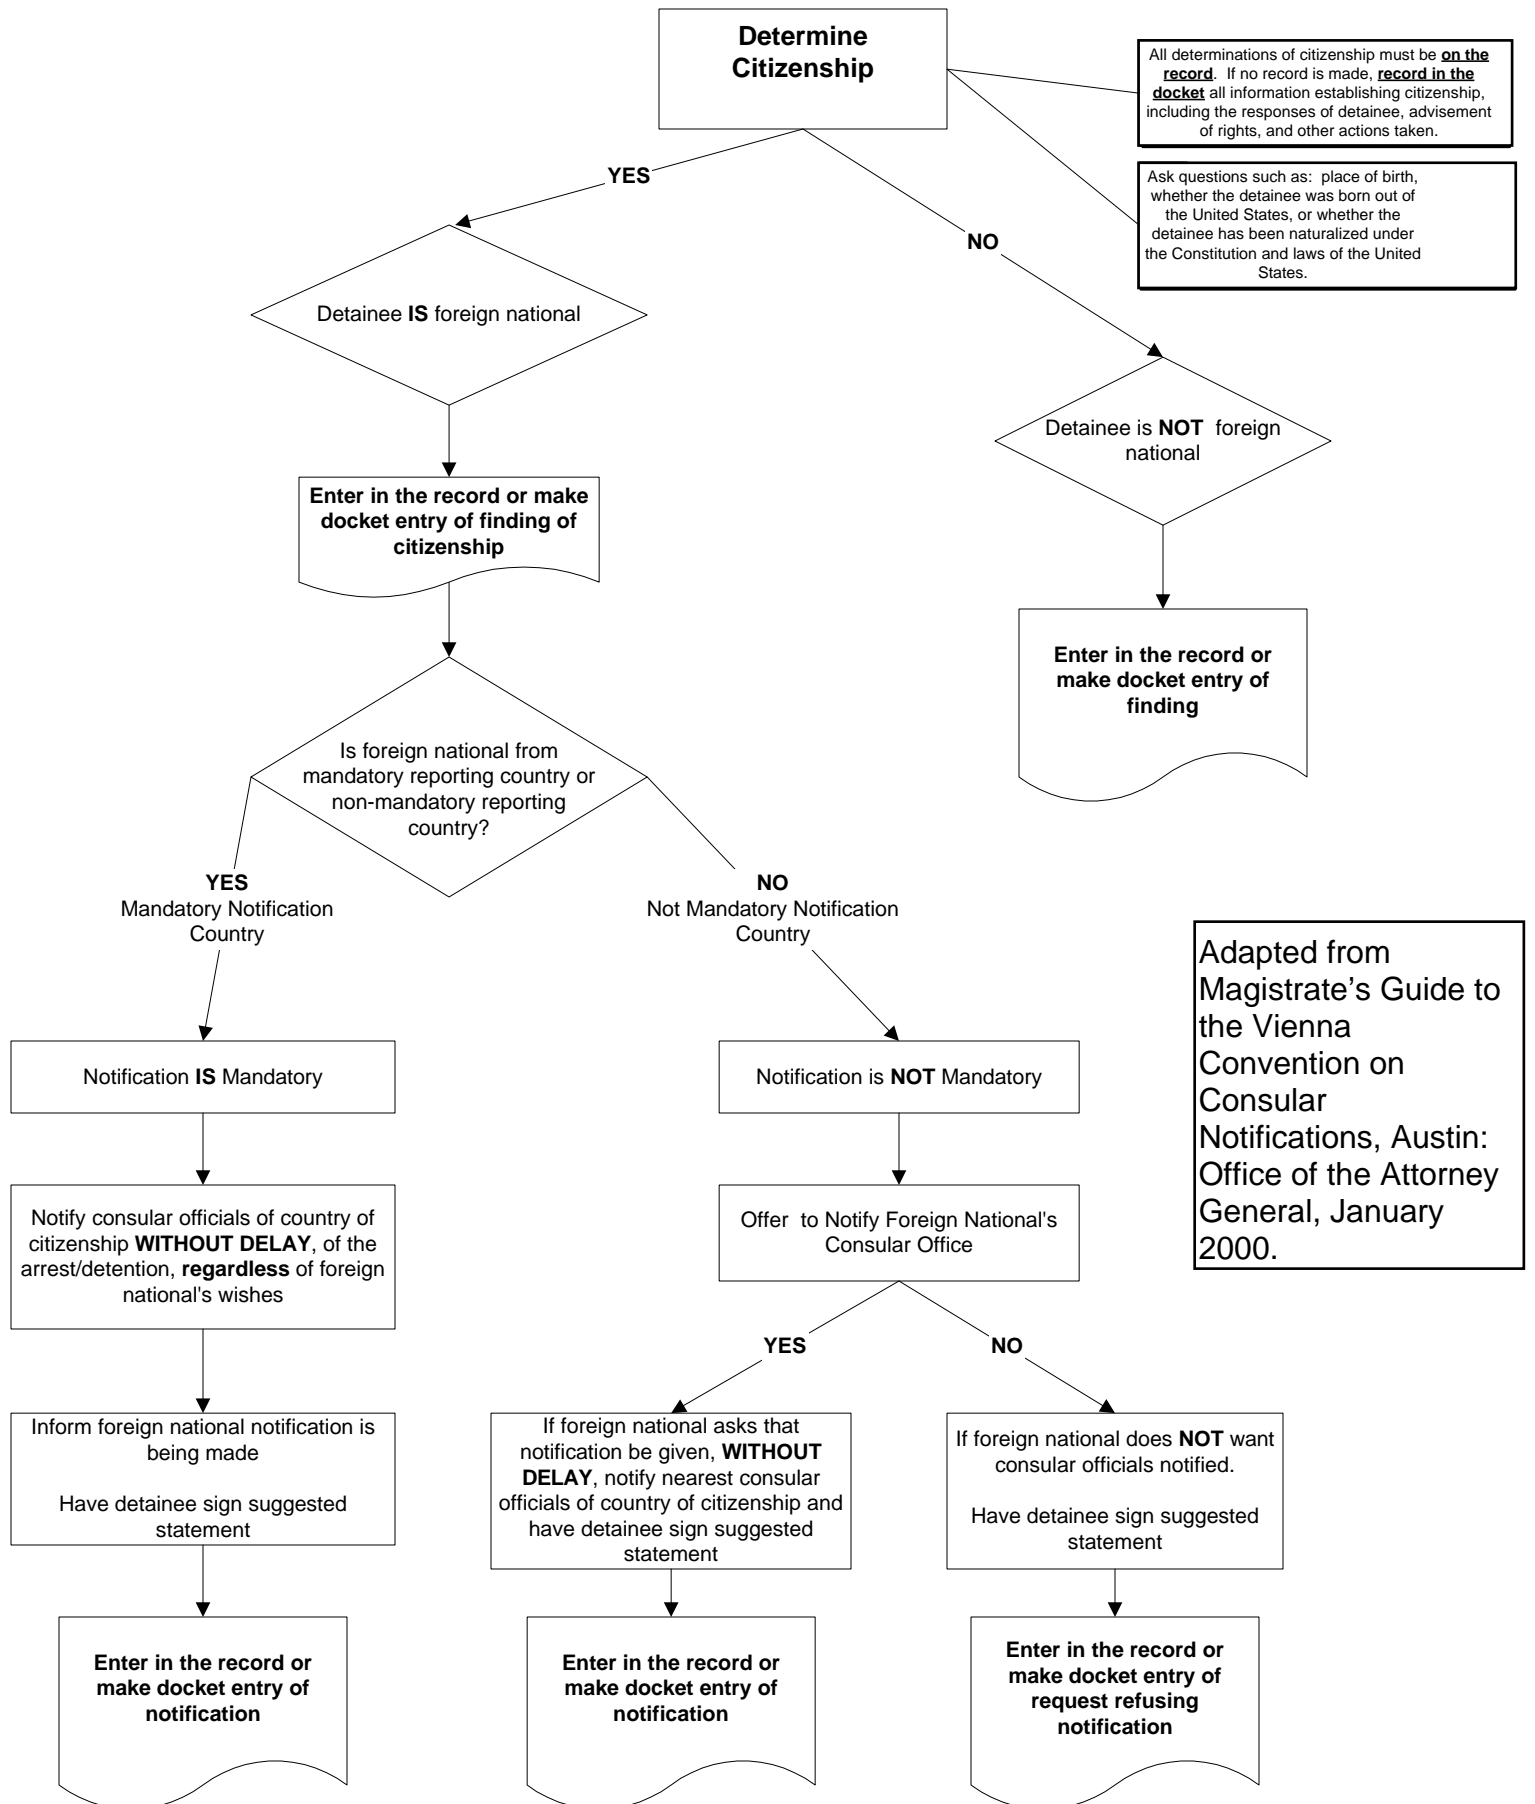 Determine
Citizenship
All determinations of citizenship must be on the
record. If no record is made, record in the
docket all information establishing citizenship,
including the responses of detainee, advisement
of rights, and other actions taken.
Ask questions such as: place of birth,
whether the detainee was born out of
the United States, or whether the
detainee has been naturalized under
the Constitution and laws of the United
States.
YES
NO
Detainee IS foreign national
Detainee is NOT foreign
national
Enter in the record or make
docket entry of finding of
citizenship
Enter in the record or
make docket entry of
finding
Is foreign national from
mandatory reporting country or
non-mandatory reporting
country?
YES
Mandatory Notification
Country
NO
Not Mandatory Notification
Country
Adapted from
Magistrate's Guide to
the Vienna
Convention on
Consular
Notifications, Austin:
Office of the Attorney
General, January
2000.
Notification IS Mandatory
Notification is NOT Mandatory
Notify consular officials of country of
citizenship WITHOUT DELAY, of the
arrest/detention, regardless of foreign
national's wishes
Offer to Notify Foreign National's
Consular Office
YES
NO
Inform foreign national notification is
being made
Have detainee sign suggested
statement
If foreign national asks that
notification be given, WITHOUT
DELAY, notify nearest consular
officials of country of citizenship and
have detainee sign suggested
statement
If foreign national does NOT want
consular officials notified.
Have detainee sign suggested
statement
Enter in the record or
make docket entry of
notification
Enter in the record or
make docket entry of
notification
Enter in the record or
make docket entry of
request refusing
notification